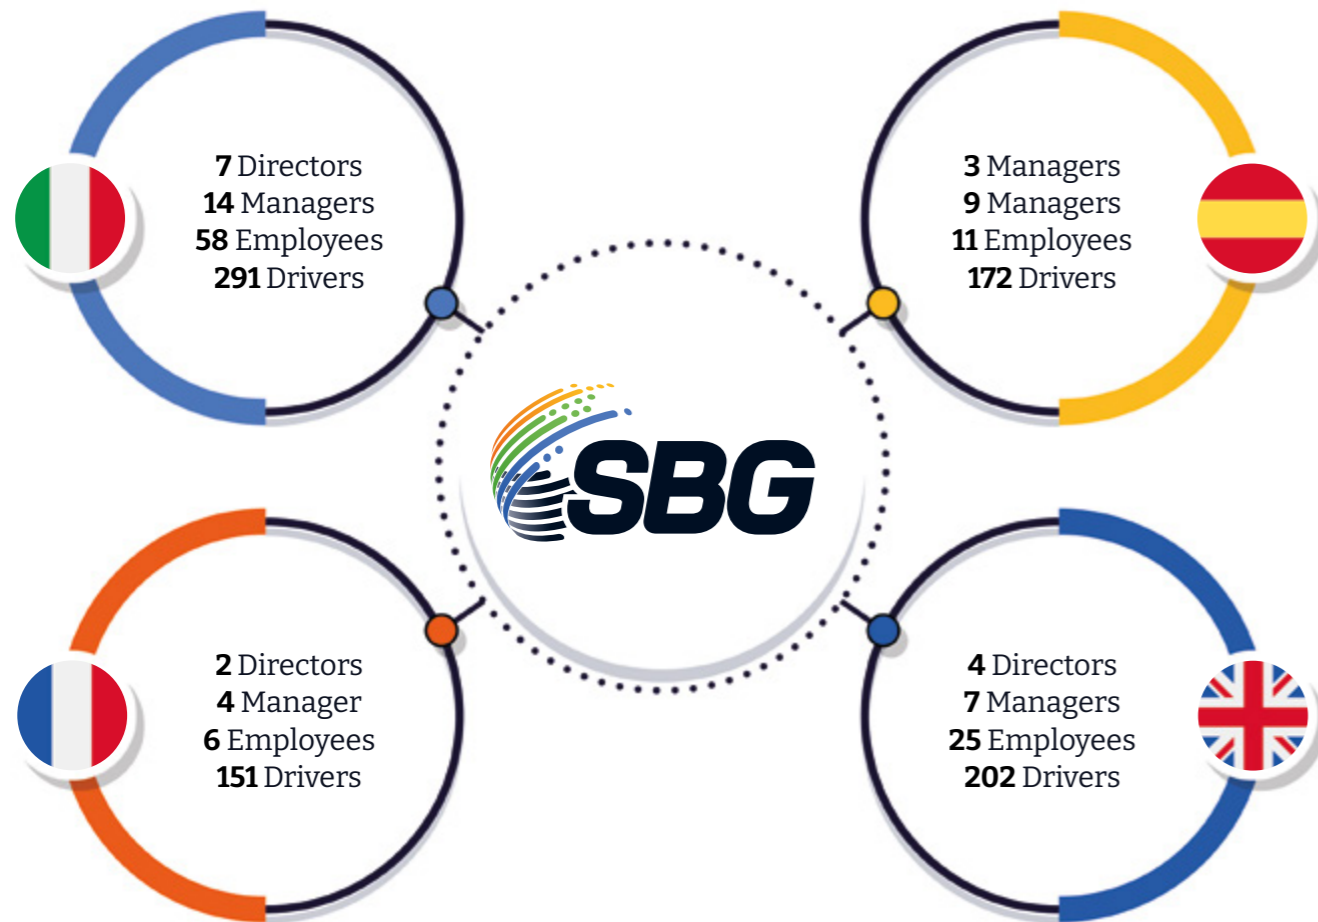 7 Directors
14 Managers
58 Employees
291 Drivers
3 Managers
9 Managers
11 Employees
172 Drivers
SBG
2 Directors
4 Manager
6 Employees
151 Drivers
4 Directors
7 Managers
25 Employees
202 Drivers